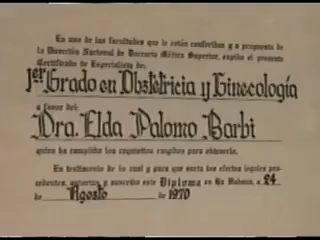 En uso de las facultades que le están conferidas y a propuesta de
la Dirección Nacional de Docencia Médica Superior, expide el presente
Certificado de Especialista de:
1er Grado en Obstetricia y Ginecología
a favor del:
Dra. Elda Palomo Barbi
quien ha cumplido los requisitos exigidos para obtenerlo.
En testimonio de lo cual y para que surta los efectos legales pro-
cedentes, autorizo y suscribo este Diploma en La Habana, a 24
de Agosto de 1970